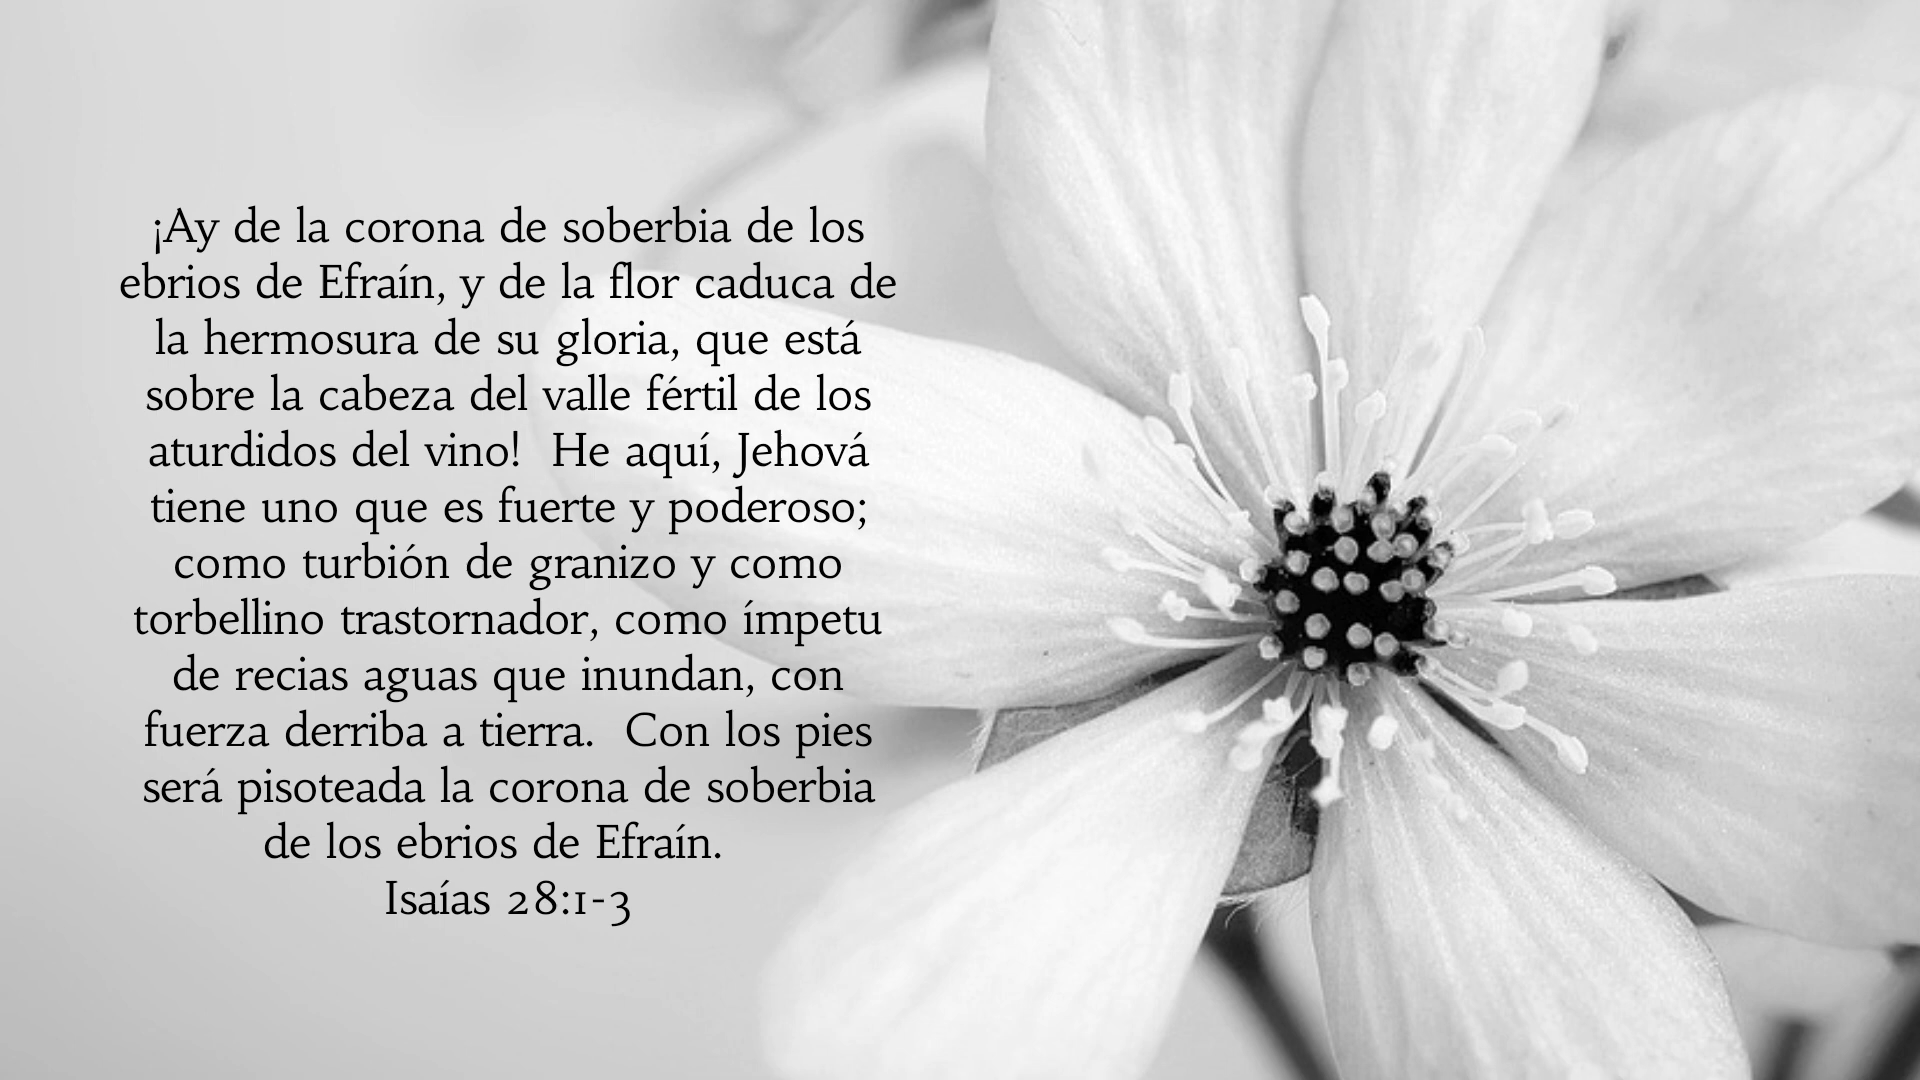 ¡Ay de la corona de soberbia de los
ebrios de Efraín, y de la flor caduca de
la hermosura de su gloria, que está
sobre la cabeza del valle fértil de los
aturdidos del vino!  He aquí, Jehová
tiene uno que es fuerte y poderoso;
como turbión de granizo y como
torbellino trastornador, como ímpetu
de recias aguas que inundan, con
fuerza derriba a tierra.  Con los pies
será pisoteada la corona de soberbia
de los ebrios de Efraín.
Isaías 28:1-3